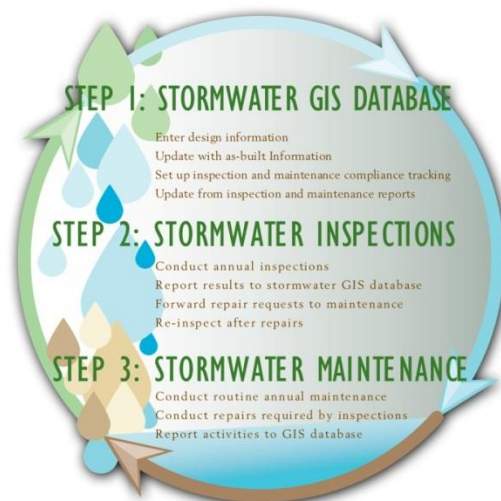 STEP 1: STORMWATER GIS DATABASE
Enter design information
Update with as-built Information
Set up inspection and maintenance compliance tracking
Update from inspection and maintenance reports
STEP 2: STORMWATER INSPECTIONS
Conduct annual inspections
Report results to stormwater GIS database
Forward repair requests to maintenance
Re-inspect after repairs
STEP 3: STORMWATER MAINTENANCE
Conduct routine annual maintenance
Conduct repairs required by inspections
Report activities to GIS database